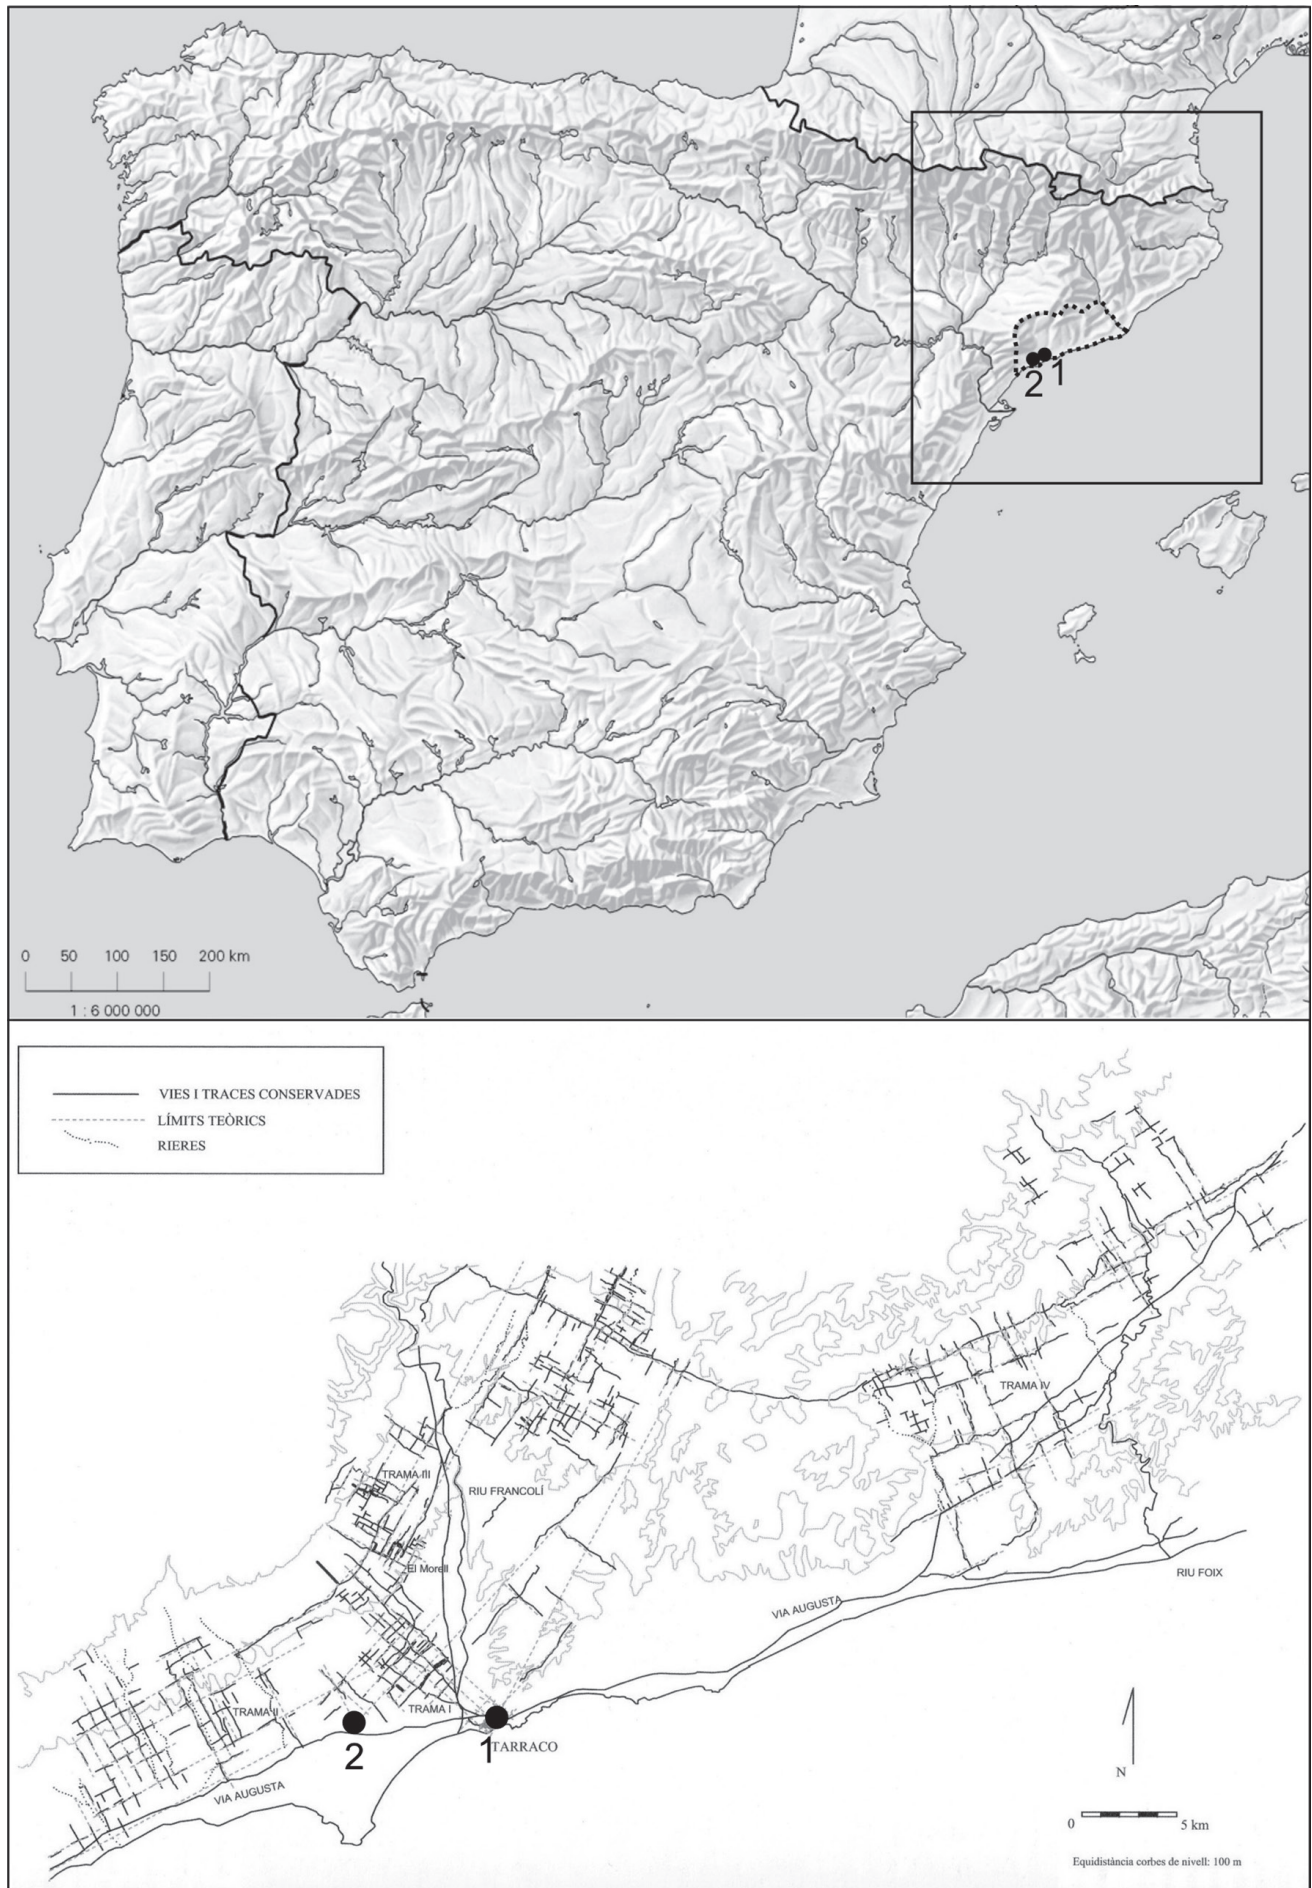 2 1
0 50 100 150 200 km
1 : 6 000 000
VIES I TRACES CONSERVADES
LÍMITS TEÒRICS
RIERES
TRAMA IV
TRAMA III
RIU FRANCOLÍ
El Morell
RIU FOIX
VIA AUGUSTA
TRAMA II
TRAMA I
1
TARRACO
2
VIA AUGUSTA
N
0 5 km
Equidistància corbes de nivell: 100 m